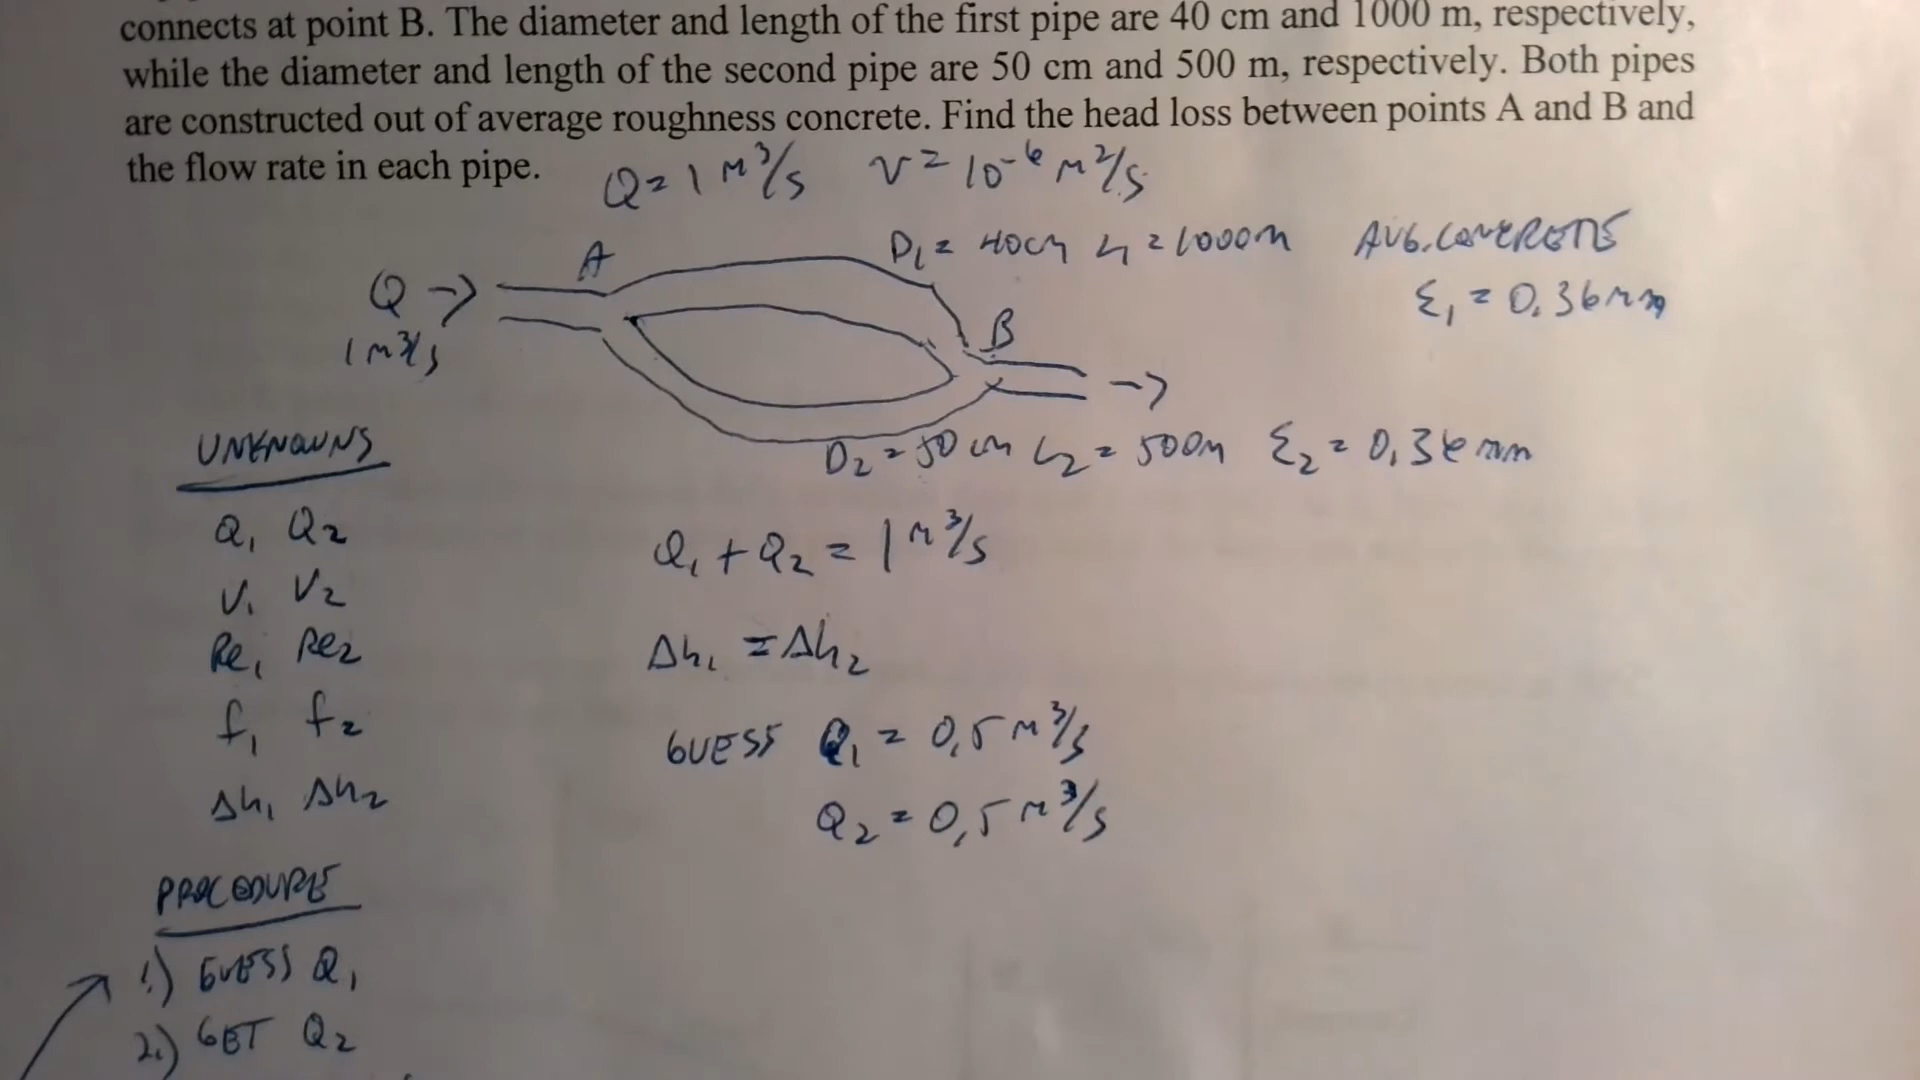 connects at point B. The diameter and length of the first pipe are 40 cm and 1000 m, respectively,
while the diameter and length of the second pipe are 50 cm and 500 m, respectively. Both pipes
are constructed out of average roughness concrete. Find the head loss between points A and B and
the flow rate in each pipe.
Q = 1 m³/s ν = 10⁻⁶ m²/s
D₁ = 40cm L₁ = 1000m AVG. CONCRETE
A
Q →
ε₁ = 0.36mm
1 m³/s
B
→
D₂ = 50 cm L₂ = 500m ε₂ = 0,36 mm
UNKNOWNS
Q₁ Q₂
V₁ V₂
Re₁ Re₂
f₁ f₂
Δh₁ Δh₂
Q₁ + Q₂ = 1 m³/s
Δh₁ = Δh₂
GUESS Q₁ = 0,5 m³/s
Q₂ = 0,5 m³/s
PROCEDURE
1.) GUESS Q₁
2.) GET Q₂